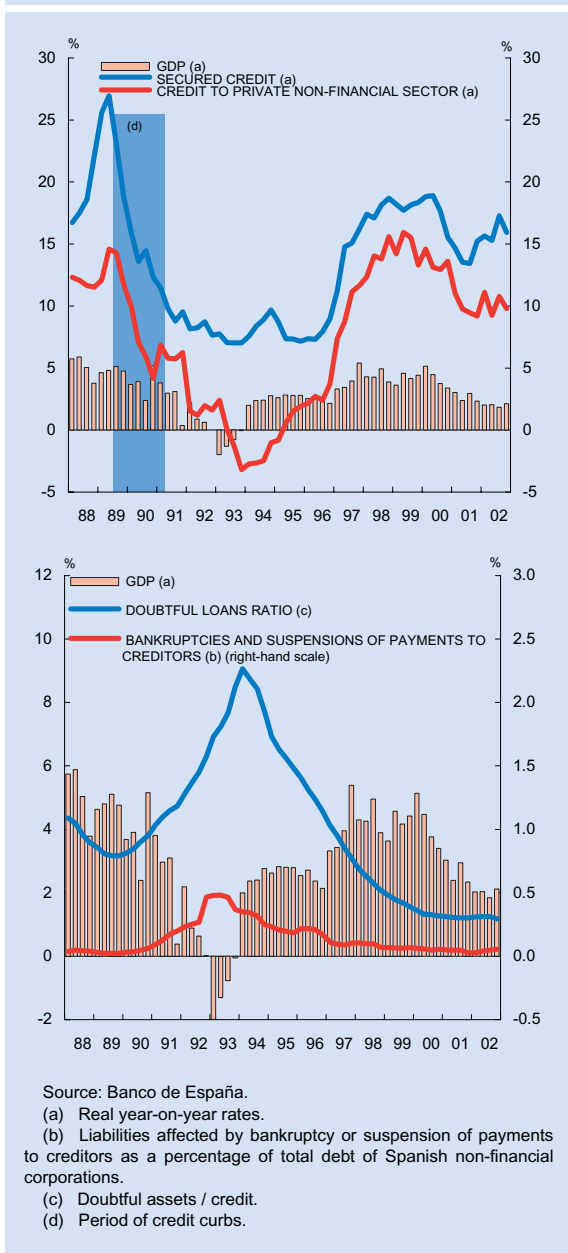 % %
GDP (a)
SECURED CREDIT (a)
CREDIT TO PRIVATE NON-FINANCIAL SECTOR (a)
(d)
30 30
25 25
20 20
15 15
10 10
5 5
0 0
-5 -5
88 89 90 91 92 93 94 95 96 97 98 99 00 01 02
% %
GDP (a)
DOUBTFUL LOANS RATIO (c)
BANKRUPTCIES AND SUSPENSIONS OF PAYMENTS TO
CREDITORS (b) (right-hand scale)
12 3.0
10 2.5
8 2.0
6 1.5
4 1.0
2 0.5
0 0.0
-2 -0.5
88 89 90 91 92 93 94 95 96 97 98 99 00 01 02
Source: Banco de España.
(a) Real year-on-year rates.
(b) Liabilities affected by bankruptcy or suspension of payments
to creditors as a percentage of total debt of Spanish non-financial
corporations.
(c) Doubtful assets / credit.
(d) Period of credit curbs.